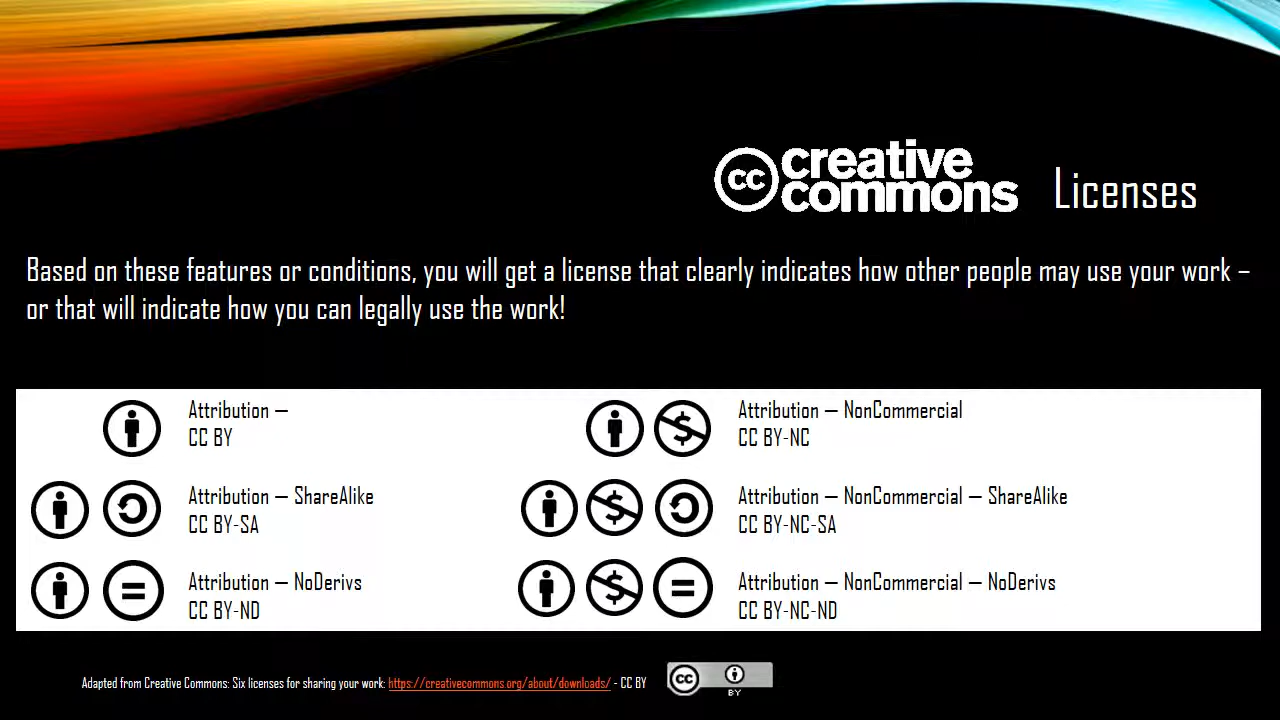 cc creative commons Licenses
Based on these features or conditions, you will get a license that clearly indicates how other people may use your work –
or that will indicate how you can legally use the work!
Attribution —
CC BY
Attribution — ShareAlike
CC BY-SA
Attribution — NoDerivs
CC BY-ND
Attribution — NonCommercial
CC BY-NC
Attribution — NonCommercial — ShareAlike
CC BY-NC-SA
Attribution — NonCommercial — NoDerivs
CC BY-NC-ND
Adapted from Creative Commons: Six licenses for sharing your work: https://creativecommons.org/about/downloads/ - CC BY
cc BY